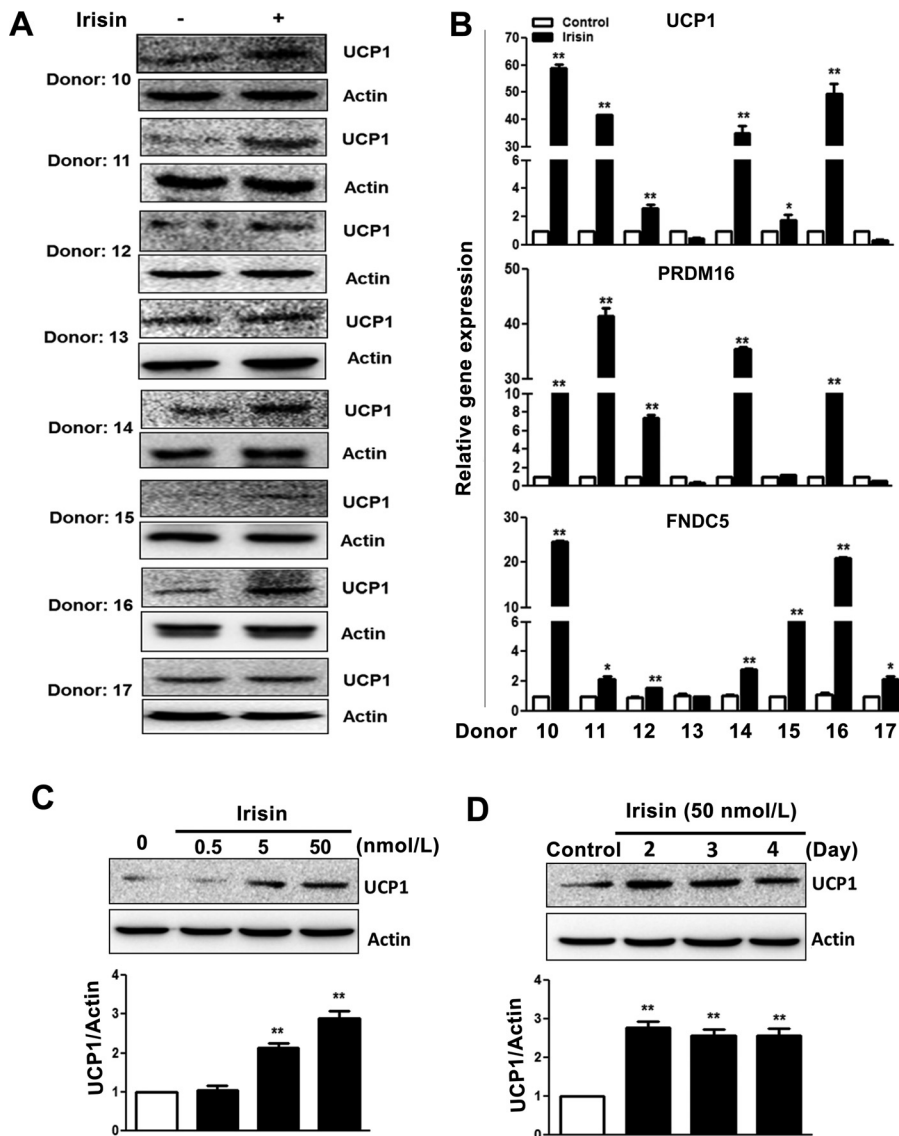 A
Irisin - +
UCP1
Donor: 10
Actin
UCP1
Donor: 11
Actin
UCP1
Donor: 12
Actin
UCP1
Donor: 13
Actin
UCP1
Donor: 14
Actin
UCP1
Donor: 15
Actin
UCP1
Donor: 16
Actin
UCP1
Donor: 17
Actin
B
Control
Irisin
UCP1
Relative gene expression
70
60
50
40
30
6
4
2
0
** ** ** ** * **
PRDM16
50
40
30
10
8
6
4
2
0
** ** ** ** **
FNDC5
30
20
10
6
4
2
0
** * ** ** ** ** *
Donor 10 11 12 13 14 15 16 17
C
Irisin
0 0.5 5 50 (nmol/L)
UCP1
Actin
UCP1/Actin
4
3
2
1
0
** **
D
Irisin (50 nmol/L)
Control 2 3 4 (Day)
UCP1
Actin
UCP1/Actin
4
3
2
1
0
** ** **